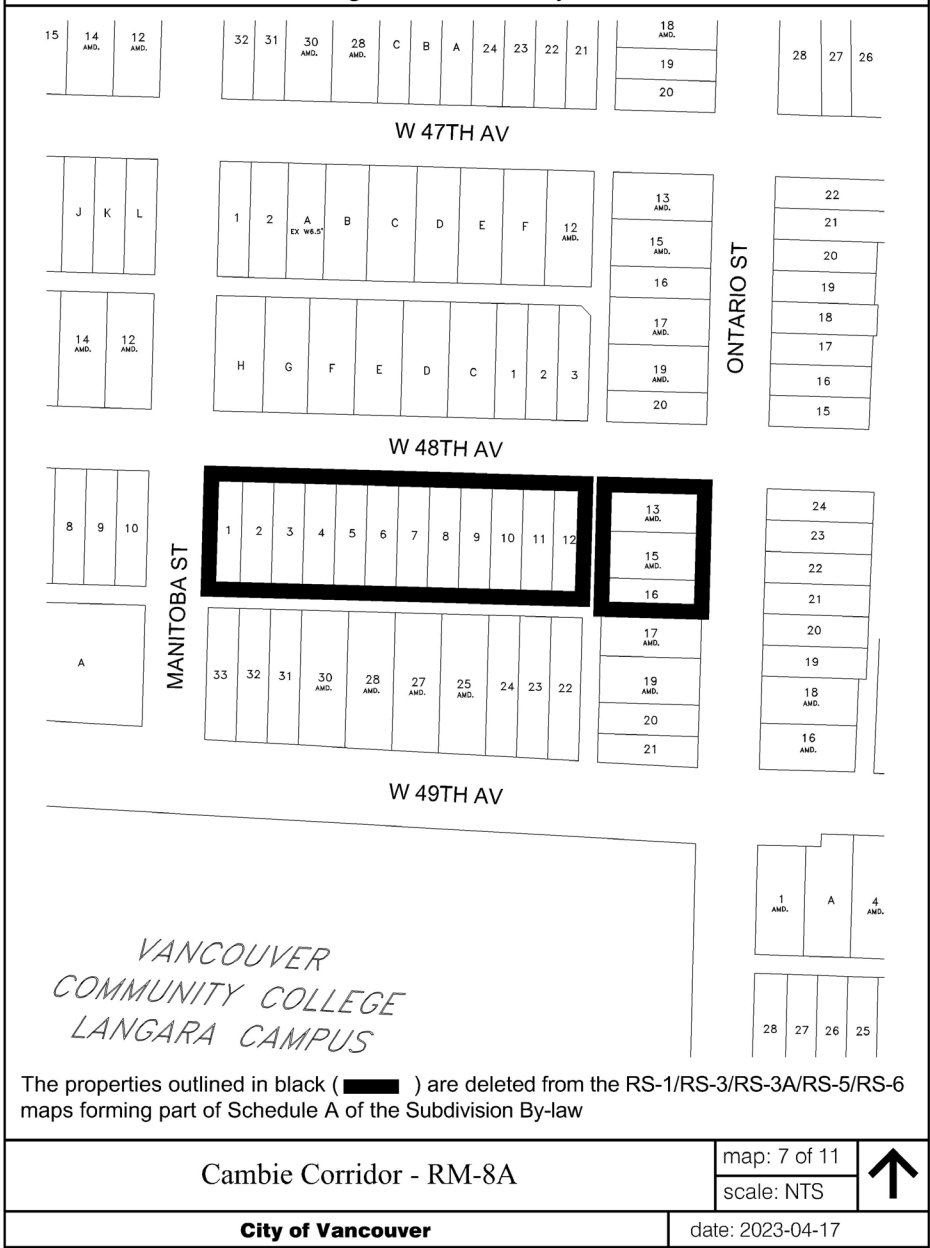 15 14 AMD. 12 AMD. 32 31 30 AMD. 28 AMD. C B A 24 23 22 21 18 AMD. 19 20 28 27 26
W 47TH AV
J K L 1 2 A EX W6.5' B C D E F 12 AMD. 13 AMD. 15 AMD. 16 17 AMD. 19 AMD. 20
22 21 20 19 18 17 16 15
14 AMD. 12 AMD. H G F E D C 1 2 3
ONTARIO ST
W 48TH AV
8 9 10 1 2 3 4 5 6 7 8 9 10 11 12 13 AMD. 15 AMD. 16
24 23 22 21 20 19 18 AMD. 16 AMD.
MANITOBA ST
A 33 32 31 30 AMD. 28 AMD. 27 AMD. 25 AMD. 24 23 22 17 AMD. 19 AMD. 20 21
W 49TH AV
1 AMD. A 4 AMD.
28 27 26 25
VANCOUVER
COMMUNITY COLLEGE
LANGARA CAMPUS
The properties outlined in black ( ) are deleted from the RS-1/RS-3/RS-3A/RS-5/RS-6
maps forming part of Schedule A of the Subdivision By-law
Cambie Corridor - RM-8A
map: 7 of 11
scale: NTS
City of Vancouver
date: 2023-04-17